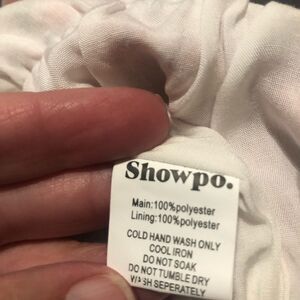 Showpo.
Main:100%polyester
Lining:100%polyester
COLD HAND WASH ONLY
COOL IRON
DO NOT SOAK
DO NOT TUMBLE DRY
WASH SEPERATELY